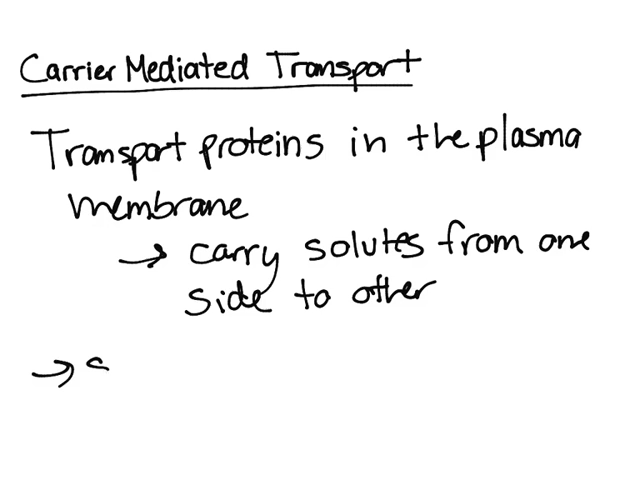 Carrier Mediated Transport
Transport proteins in the plasma
membrane
→ carry solutes from one
side to other
→